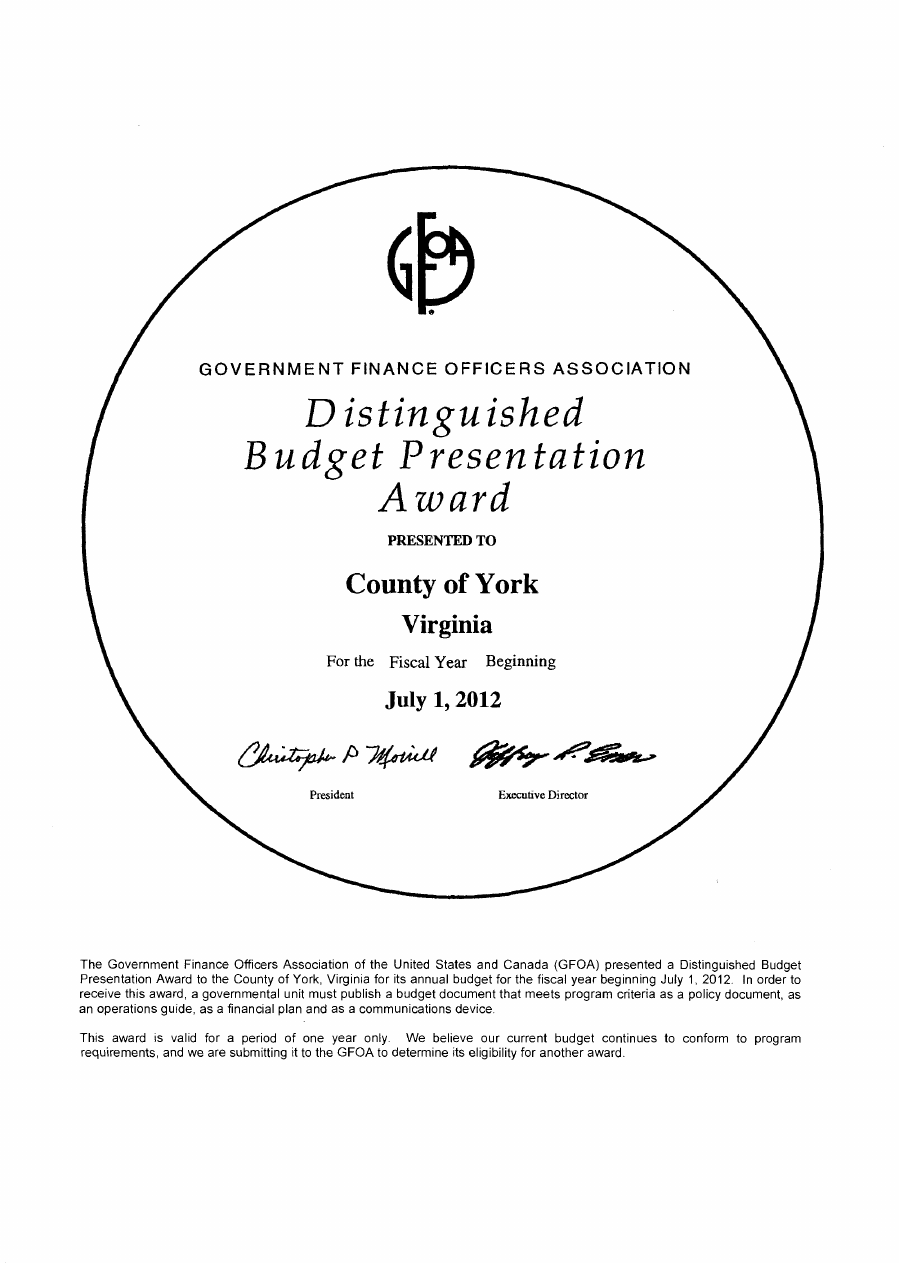 GFOA
GOVERNMENT FINANCE OFFICERS ASSOCIATION
Distinguished
Budget Presentation
Award
PRESENTED TO
County of York
Virginia
For the Fiscal Year Beginning
July 1, 2012
Christopher P Morrill Jeffrey R. Ener
President Executive Director
The Government Finance Officers Association of the United States and Canada (GFOA) presented a Distinguished Budget
Presentation Award to the County of York, Virginia for its annual budget for the fiscal year beginning July 1, 2012. In order to
receive this award, a governmental unit must publish a budget document that meets program criteria as a policy document, as
an operations guide, as a financial plan and as a communications device.
This award is valid for a period of one year only. We believe our current budget continues to conform to program
requirements, and we are submitting it to the GFOA to determine its eligibility for another award.